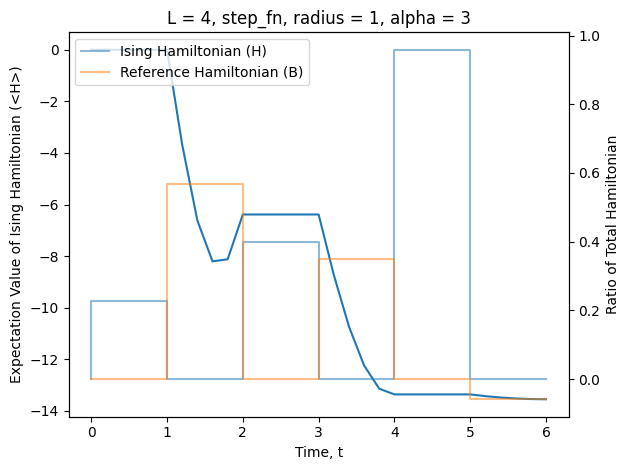 L = 4, step_fn, radius = 1, alpha = 3
Ising Hamiltonian (H)
Reference Hamiltonian (B)
Expectation Value of Ising Hamiltonian (<H>)
0
−2
−4
−6
−8
−10
−12
−14
1.0
0.8
0.6
0.4
0.2
0.0
Ratio of Total Hamiltonian
0 1 2 3 4 5 6
Time, t